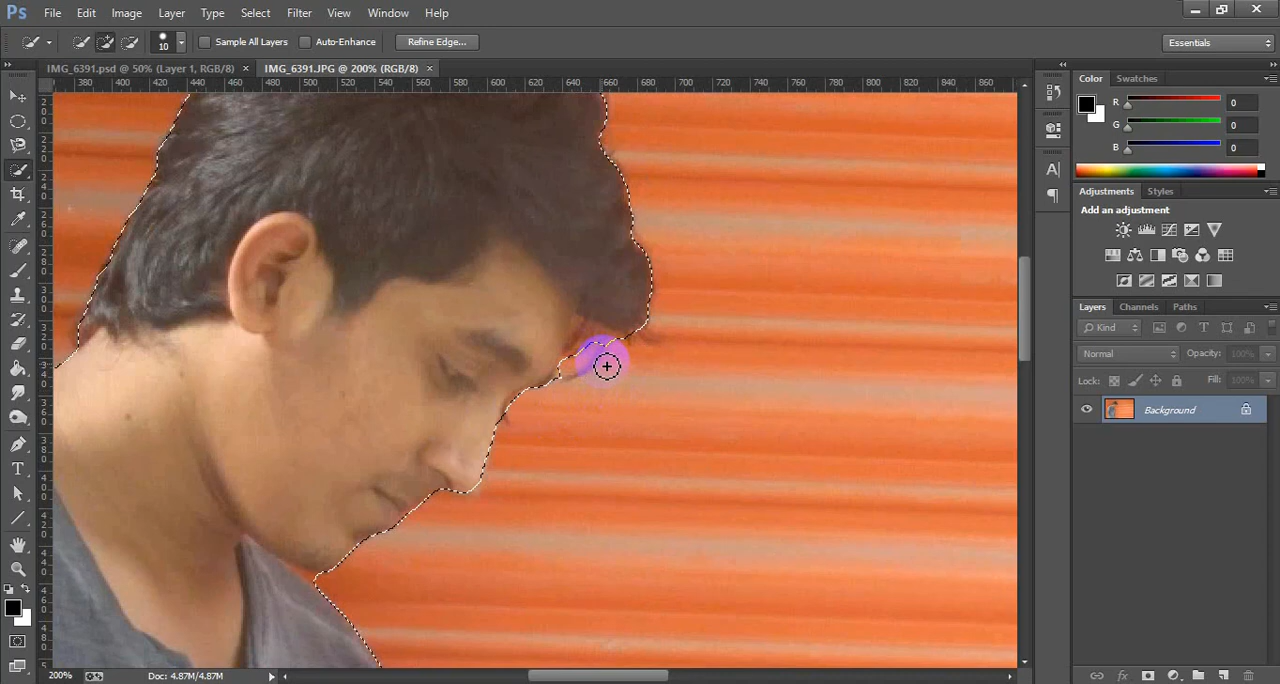 Ps File Edit Image Layer Type Select Filter View Window Help
10 Sample All Layers Auto-Enhance Refine Edge... Essentials
IMG_6391.psd @ 50% (Layer 1, RGB/8) × IMG_6391.JPG @ 200% (RGB/8) ×
380 400 420 440 460 480 500 520 540 560 580 600 620 640 660 680 700 720 740 760 780 800 820 840 860
Color Swatches
R 0
G 0
B 0
Adjustments Styles
Add an adjustment
Layers Channels Paths
Kind
Normal Opacity: 100%
Lock: Fill: 100%
Background
200% Doc: 4.87M/4.87M